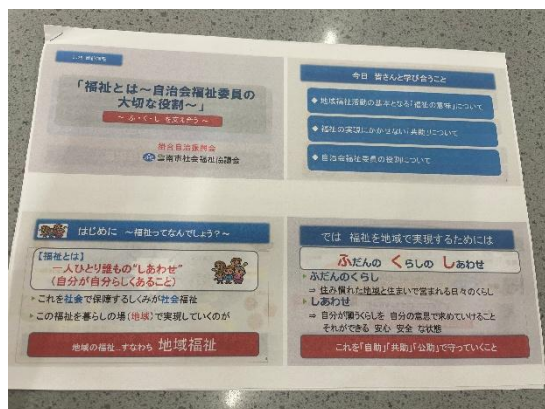 「福祉とは～自治会福祉委員の
大切な役割～」
～ ふ・く・し を支え合う ～
雲南市社会福祉協議会
今日 皆さんと学び合うこと
◆ 地域福祉活動の基本となる「福祉の意味」について
◆ 福祉の実現にかかせない「共助」について
◆ 自治会福祉委員の役割について
はじめに ～福祉ってなんでしょう？～
【福祉とは】
一人ひとり誰もの“しあわせ”
(自分が自分らしくあること)
これを社会で保障するしくみが社会福祉
この福祉を暮らしの場(地域)で実現していくのが
地域の福祉…すなわち 地域福祉
では 福祉を地域で実現するためには
ふだんの くらしの しあわせ
ふだんのくらし
⇒ 住み慣れた地域と住まいで営まれる日々のくらし
しあわせ
⇒ 自分が願うくらしを 自分の意思で求めていけること
それができる 安心 安全 な状態
これを「自助」「共助」「公助」で守っていくこと